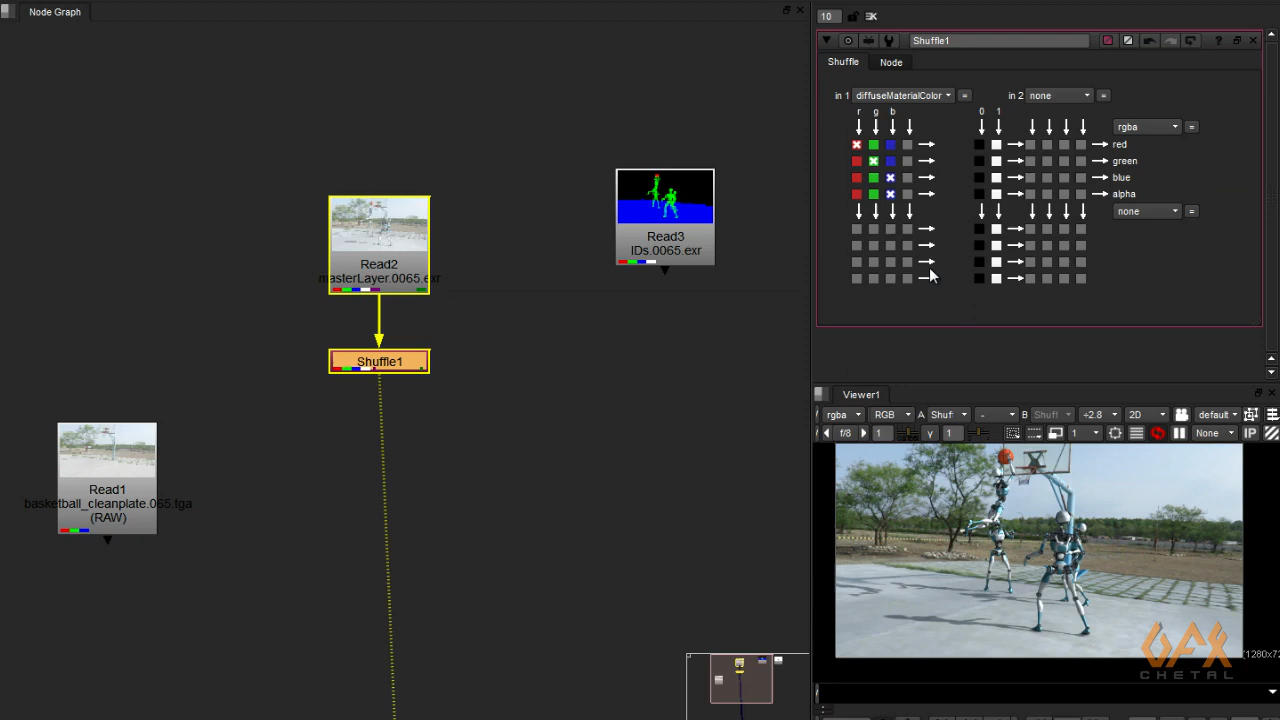 Node Graph
10
Shuffle1
Shuffle Node
in 1 diffuseMaterialColor = in 2 none =
r g b 0 1
rgba =
red
green
blue
alpha
none =
Read2
masterLayer.0065.exr
Read3
IDs.0065.exr
Shuffle1
Read1
basketball_cleanplate.065.tga
(RAW)
Viewer1
rgba RGB A Shuf - B Shufl ÷2.8 2D default
f/8 1 γ 1 1 None IP
GFX
CHETAL